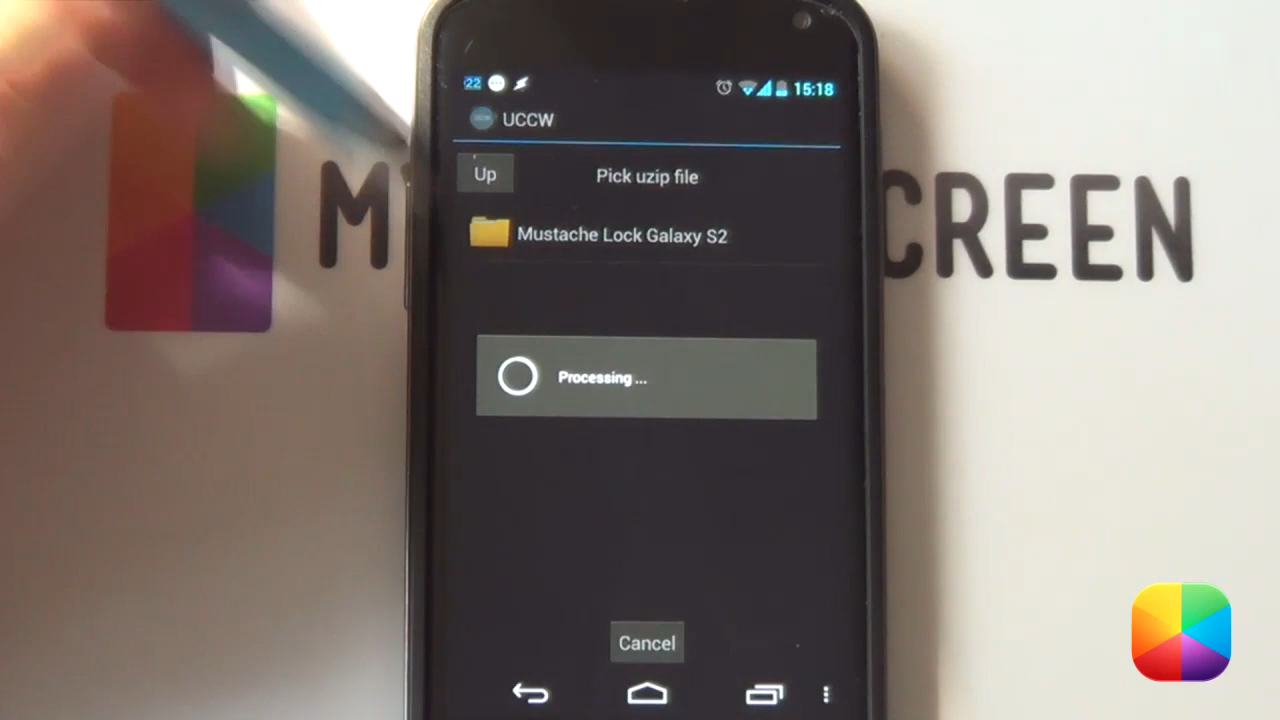 22
15:18
UCCW
Up
Pick uzip file
M
CREEN
Mustache Lock Galaxy S2
Processing ...
Cancel